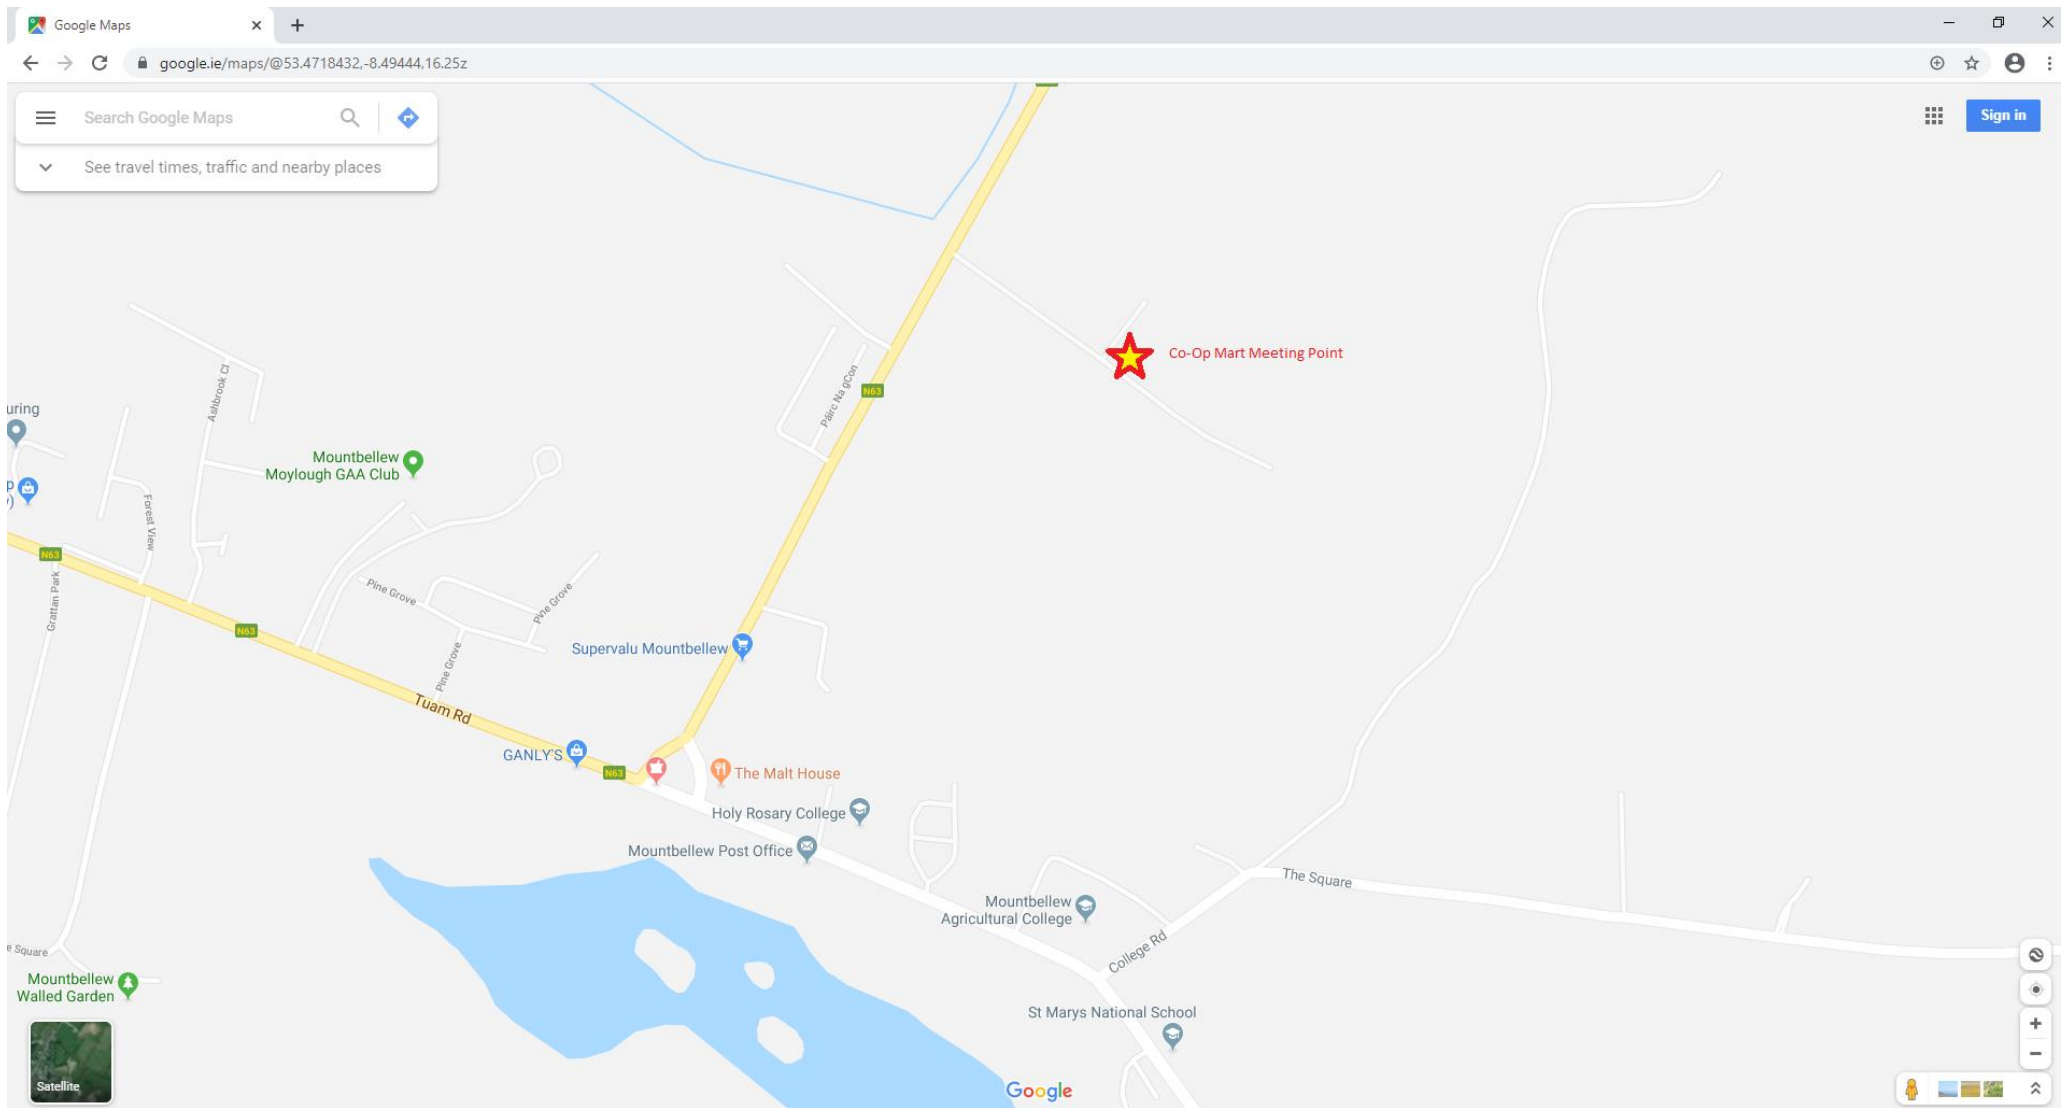 Google Maps
google.ie/maps/@53.4718432,-8.49444,16.25z
Search Google Maps
Sign in
See travel times, traffic and nearby places
Co-Op Mart Meeting Point
Ashbrook Cl
Páirc Na gCon
N63
uring
Mountbellew
Moylough GAA Club
p
)
Forest View
N63
Grattan Park
Pine Grove
Pine Grove
N63
Pine Grove
Supervalu Mountbellew
Tuam Rd
GANLY'S
N63
The Malt House
Holy Rosary College
Mountbellew Post Office
The Square
Mountbellew
Agricultural College
College Rd
e Square
Mountbellew
Walled Garden
St Marys National School
Satellite
Google